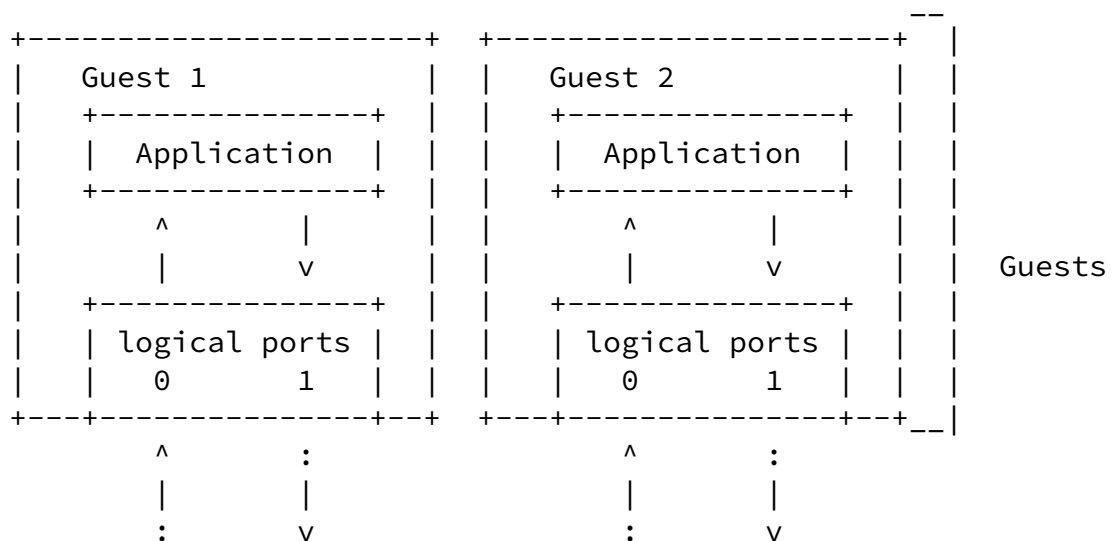 Guest 1 Guest 2
Application Application
Guests
logical ports logical ports
0 1 0 1